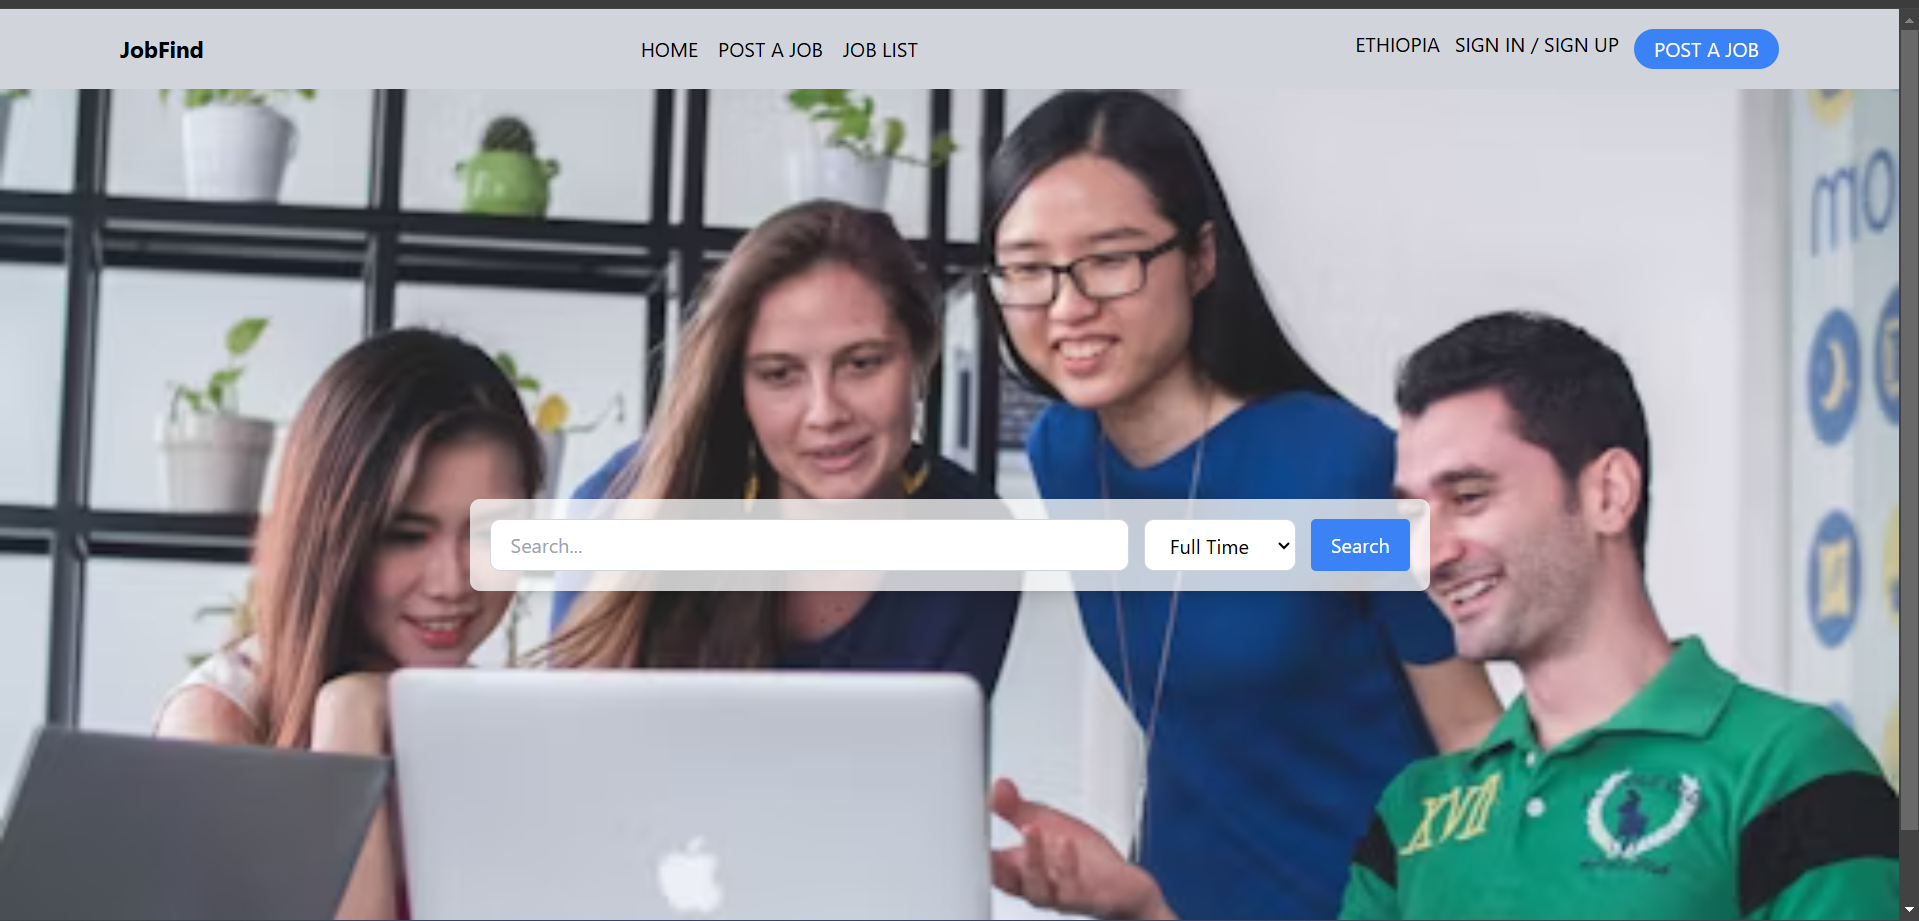 JobFind
HOME POST A JOB JOB LIST
ETHIOPIA SIGN IN / SIGN UP POST A JOB
mo
Search...
Full Time
Search
XVII